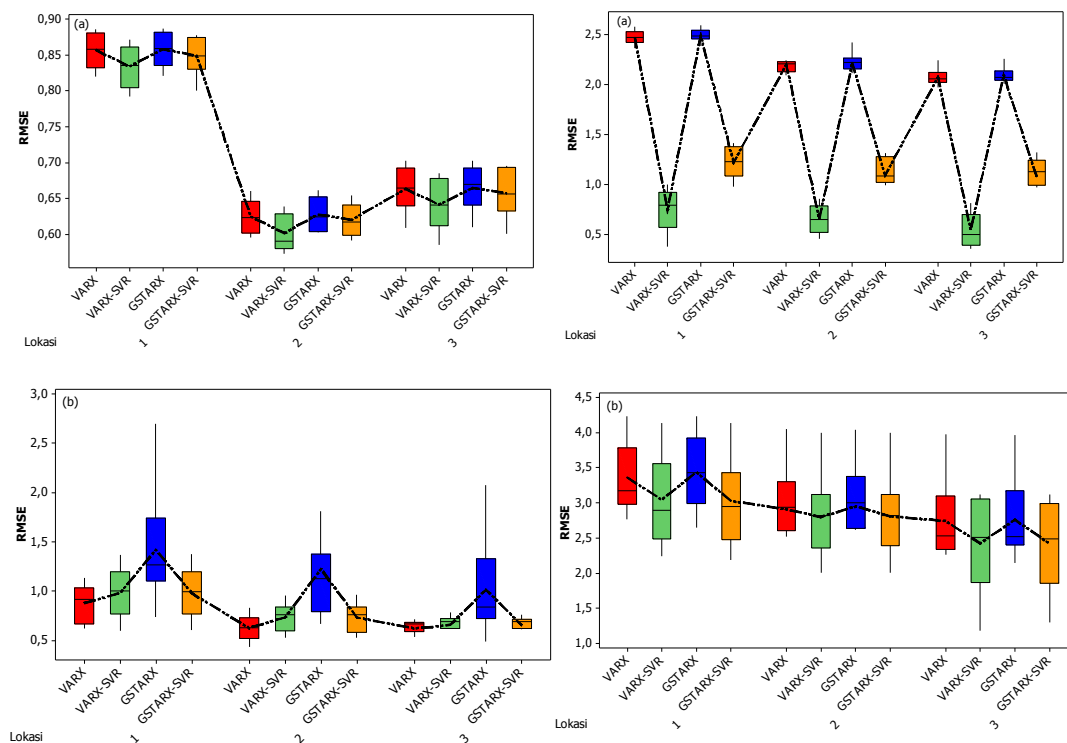 (a)
RMSE
0,90
0,85
0,80
0,75
0,70
0,65
0,60
VARX
VARX-SVR
GSTARX
GSTARX-SVR
VARX
VARX-SVR
GSTARX
GSTARX-SVR
VARX
VARX-SVR
GSTARX
GSTARX-SVR
Lokasi
1
2
3
(a)
RMSE
2,5
2,0
1,5
1,0
0,5
VARX
VARX-SVR
GSTARX
GSTARX-SVR
VARX
VARX-SVR
GSTARX
GSTARX-SVR
VARX
VARX-SVR
GSTARX
GSTARX-SVR
Lokasi
1
2
3
(b)
RMSE
3,0
2,5
2,0
1,5
1,0
0,5
VARX
VARX-SVR
GSTARX
GSTARX-SVR
VARX
VARX-SVR
GSTARX
GSTARX-SVR
VARX
VARX-SVR
GSTARX
GSTARX-SVR
Lokasi
1
2
3
(b)
RMSE
4,5
4,0
3,5
3,0
2,5
2,0
1,5
1,0
VARX
VARX-SVR
GSTARX
GSTARX-SVR
VARX
VARX-SVR
GSTARX
GSTARX-SVR
VARX
VARX-SVR
GSTARX
GSTARX-SVR
Lokasi
1
2
3